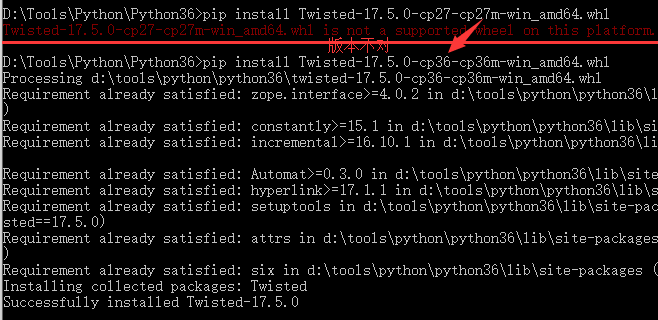 D:\Tools\Python\Python36>pip install Twisted-17.5.0-cp27-cp27m-win_amd64.whl
Twisted-17.5.0-cp27-cp27m-win_amd64.whl is not a supported wheel on this platform.
版本不对
D:\Tools\Python\Python36>pip install Twisted-17.5.0-cp36-cp36m-win_amd64.whl
Processing d:\tools\python\python36\twisted-17.5.0-cp36-cp36m-win_amd64.whl
Requirement already satisfied: zope.interface>=4.0.2 in d:\tools\python\python36\l
)
Requirement already satisfied: constantly>=15.1 in d:\tools\python\python36\lib\si
Requirement already satisfied: incremental>=16.10.1 in d:\tools\python\python36\li
Requirement already satisfied: Automat>=0.3.0 in d:\tools\python\python36\lib\site
Requirement already satisfied: hyperlink>=17.1.1 in d:\tools\python\python36\lib\s
Requirement already satisfied: setuptools in d:\tools\python\python36\lib\site-pac
sted==17.5.0)
Requirement already satisfied: attrs in d:\tools\python\python36\lib\site-packages
)
Requirement already satisfied: six in d:\tools\python\python36\lib\site-packages (
Installing collected packages: Twisted
Successfully installed Twisted-17.5.0